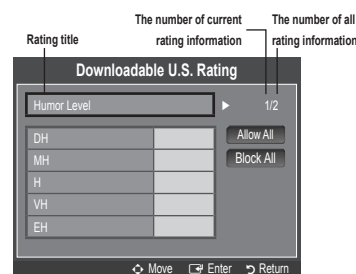 The number of current rating information
The number of all rating information
Rating title
Downloadable U.S. Rating
Humor Level
1/2
DH
MH
H
VH
EH
Allow All
Block All
Move
Enter
Return